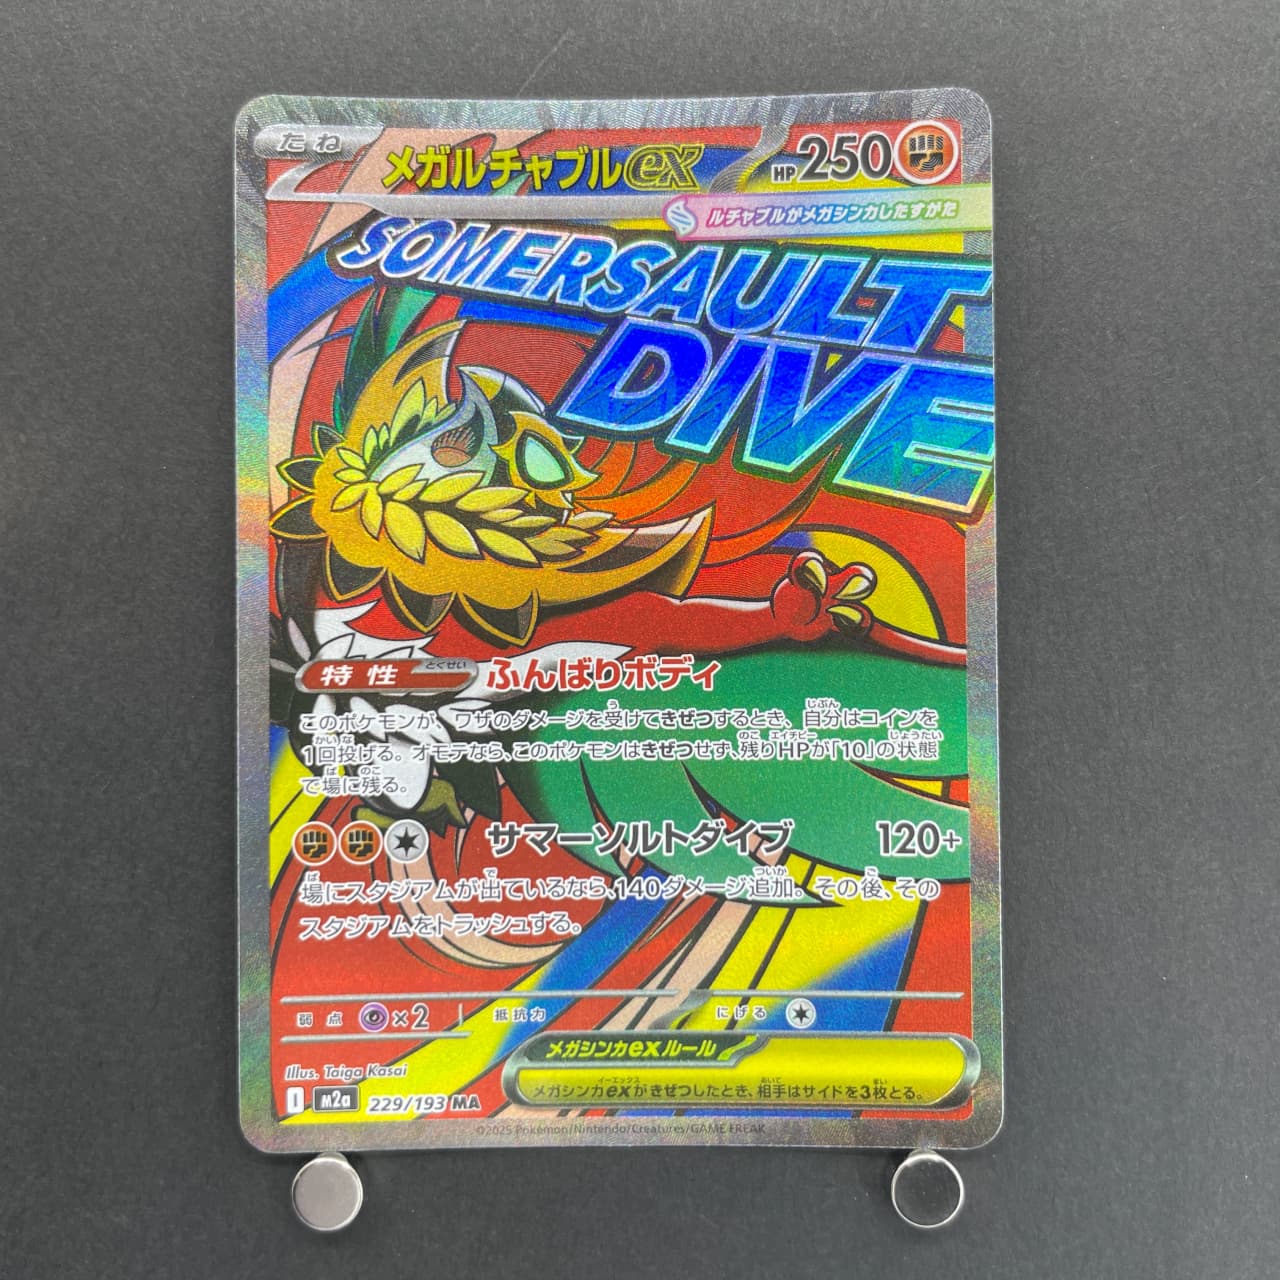 たね
メガルチャブルex
HP250
ルチャブルがメガシンカしたすがた
SOMERSAULT
DIVE
特性 とくせい ふんばりボディ
このポケモンが、ワザのダメージを受けてきぜつするとき、自分はコインを
1回投げる。オモテなら、このポケモンはきぜつせず、残りHPが「10」の状態
で場に残る。
サマーソルトダイブ 120+
場にスタジアムが出ているなら、140ダメージ追加。その後、その
スタジアムをトラッシュする。
弱点 ×2 抵抗力 にげる
メガシンカexルール
メガシンカexがきぜつしたとき、相手はサイドを3枚とる。
Illus. Taiga Kasai
I M2a 229/193 MA
©2025 Pokémon/Nintendo/Creatures/GAME FREAK